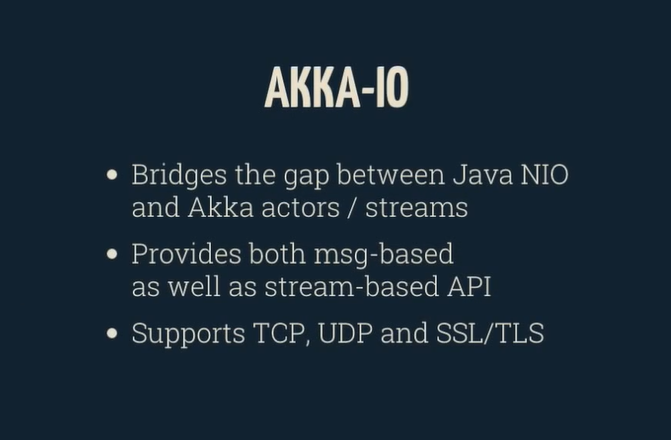 AKKA-IO
• Bridges the gap between Java NIO
and Akka actors / streams
• Provides both msg-based
as well as stream-based API
• Supports TCP, UDP and SSL/TLS